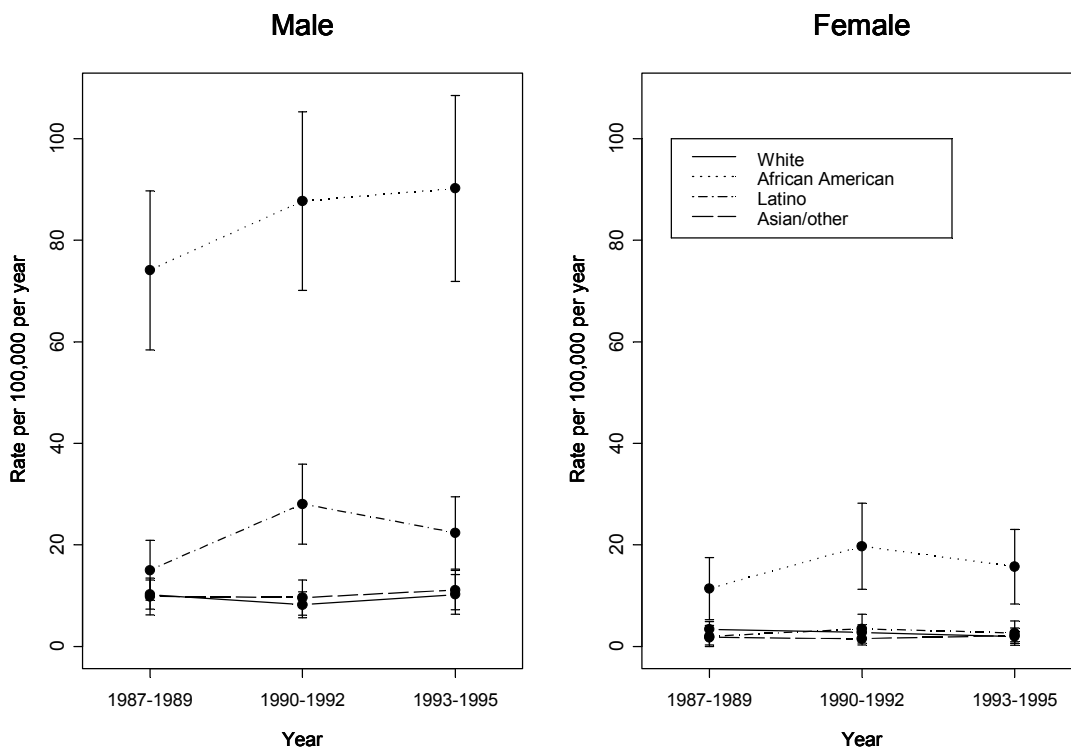 Male
Rate per 100,000 per year
100
80
60
40
20
0
1987-1989 1990-1992 1993-1995
Year
Female
Rate per 100,000 per year
100
80
60
40
20
0
White
African American
Latino
Asian/other
1987-1989 1990-1992 1993-1995
Year